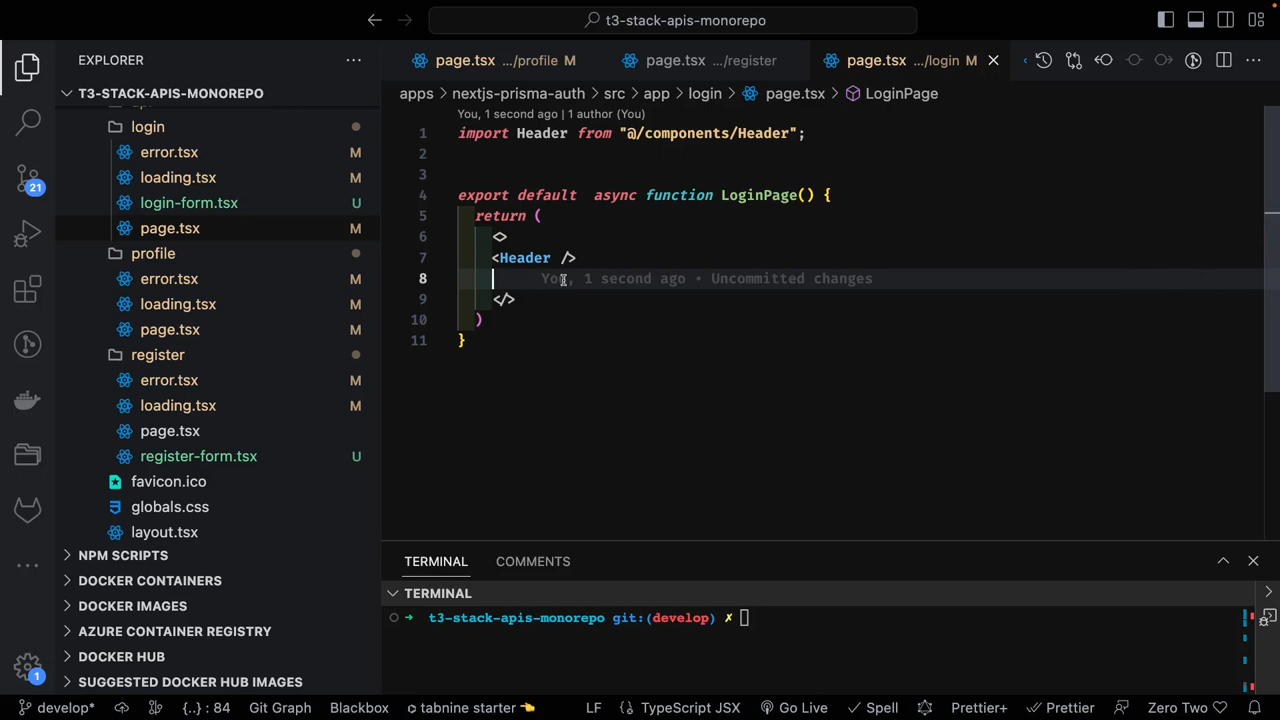 t3-stack-apis-monorepo
EXPLORER
page.tsx .../profile M
page.tsx .../register
page.tsx .../login M
T3-STACK-APIS-MONOREPO
apps > nextjs-prisma-auth > src > app > login > page.tsx > LoginPage
login
error.tsx M
loading.tsx M
login-form.tsx U
page.tsx M
profile
error.tsx M
loading.tsx M
page.tsx M
register
error.tsx M
loading.tsx M
page.tsx
register-form.tsx U
favicon.ico
globals.css
layout.tsx
NPM SCRIPTS
DOCKER CONTAINERS
DOCKER IMAGES
AZURE CONTAINER REGISTRY
DOCKER HUB
SUGGESTED DOCKER HUB IMAGES
21
1
You, 1 second ago | 1 author (You)
1 import Header from "@/components/Header";
2
3
4 export default  async function LoginPage() {
5 return (
6 <>
7 <Header />
8 You, 1 second ago • Uncommitted changes
9 </>
10 )
11 }
TERMINAL COMMENTS
TERMINAL
→ t3-stack-apis-monorepo git:(develop) ✗
develop* {..} : 84 Git Graph Blackbox tabnine starter 👈 LF {} TypeScript JSX Go Live ✓ Spell Prettier+ ✓✓ Prettier Zero Two ♡